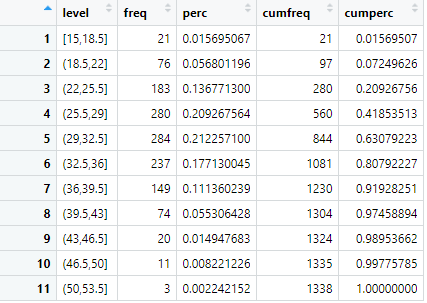 level freq perc cumfreq cumperc
1 [15,18.5] 21 0.015695067 21 0.01569507
2 (18.5,22] 76 0.056801196 97 0.07249626
3 (22,25.5] 183 0.136771300 280 0.20926756
4 (25.5,29] 280 0.209267564 560 0.41853513
5 (29,32.5] 284 0.212257100 844 0.63079223
6 (32.5,36] 237 0.177130045 1081 0.80792227
7 (36,39.5] 149 0.111360239 1230 0.91928251
8 (39.5,43] 74 0.055306428 1304 0.97458894
9 (43,46.5] 20 0.014947683 1324 0.98953662
10 (46.5,50] 11 0.008221226 1335 0.99775785
11 (50,53.5] 3 0.002242152 1338 1.00000000